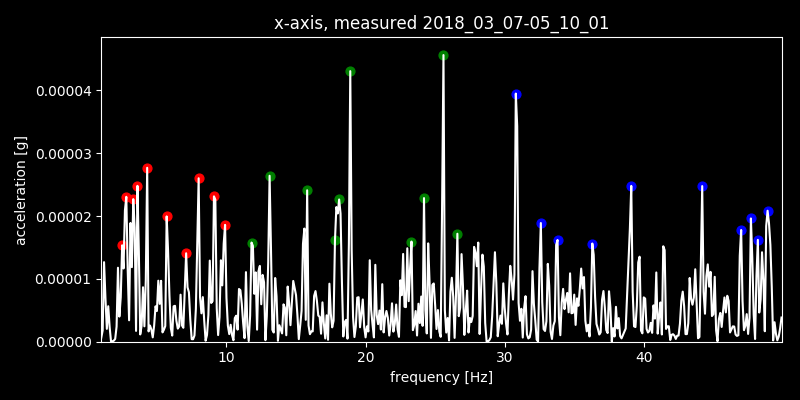 x-axis, measured 2018_03_07-05_10_01
acceleration [g]
0.00004
0.00003
0.00002
0.00001
0.00000
10 20 30 40
frequency [Hz]